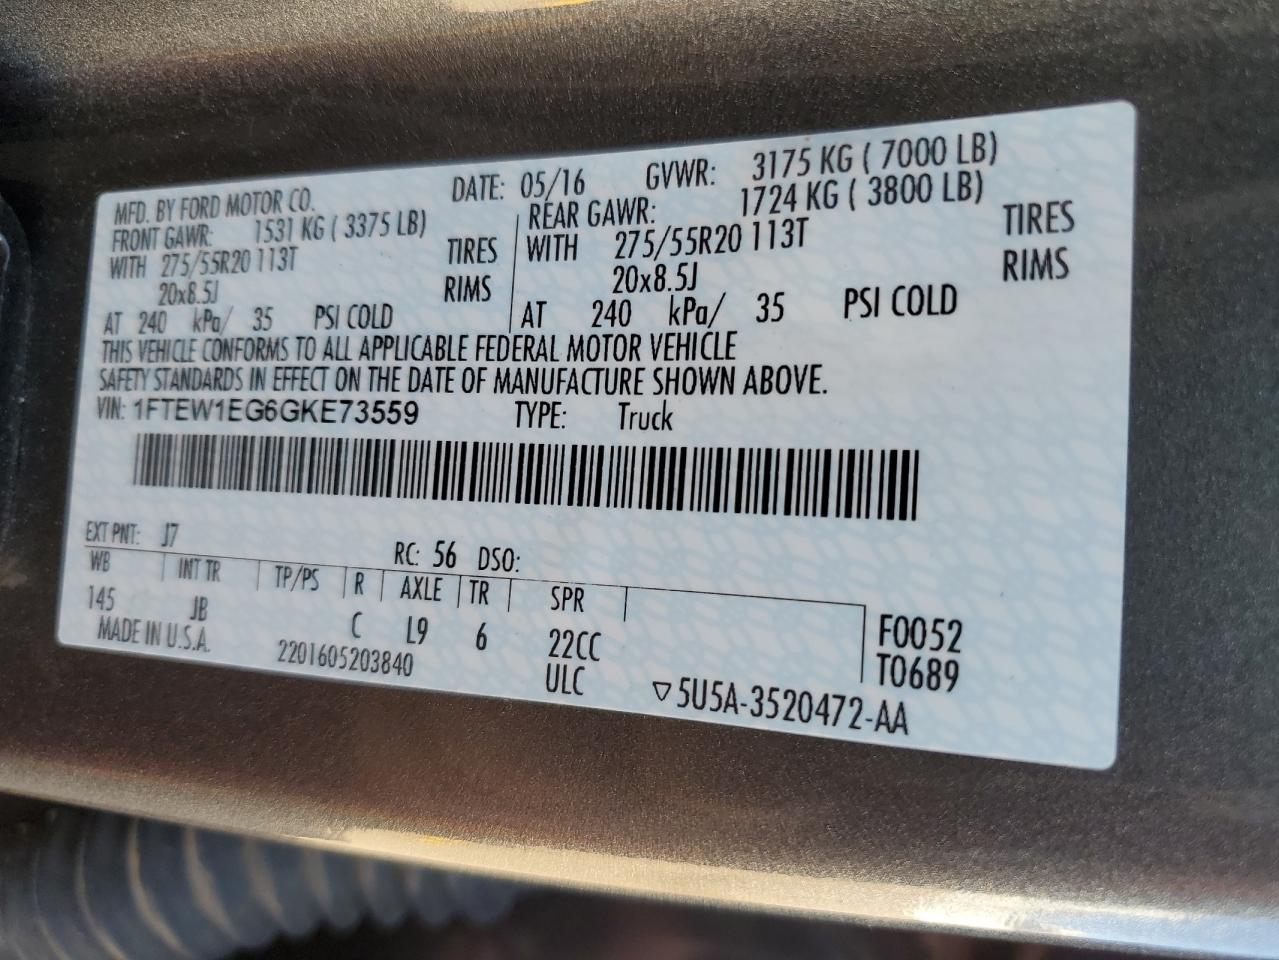 MFD. BY FORD MOTOR CO. DATE: 05/16 GVWR: 3175 KG ( 7000 LB)
FRONT GAWR: 1531 KG ( 3375 LB) REAR GAWR: 1724 KG ( 3800 LB)
WITH 275/55R20 113T TIRES WITH 275/55R20 113T TIRES
20x8.5J RIMS 20x8.5J RIMS
AT 240 kPa/ 35 PSI COLD AT 240 kPa/ 35 PSI COLD
THIS VEHICLE CONFORMS TO ALL APPLICABLE FEDERAL MOTOR VEHICLE
SAFETY STANDARDS IN EFFECT ON THE DATE OF MANUFACTURE SHOWN ABOVE.
VIN: 1FTEW1EG6GKE73559 TYPE: Truck
EXT PNT: J7 RC: 56 DSO:
WB INT TR TP/PS R AXLE TR SPR
145 JB C L9 6 22CC F0052
MADE IN U.S.A. 2201605203840 ULC T0689
▽5U5A-3520472-AA